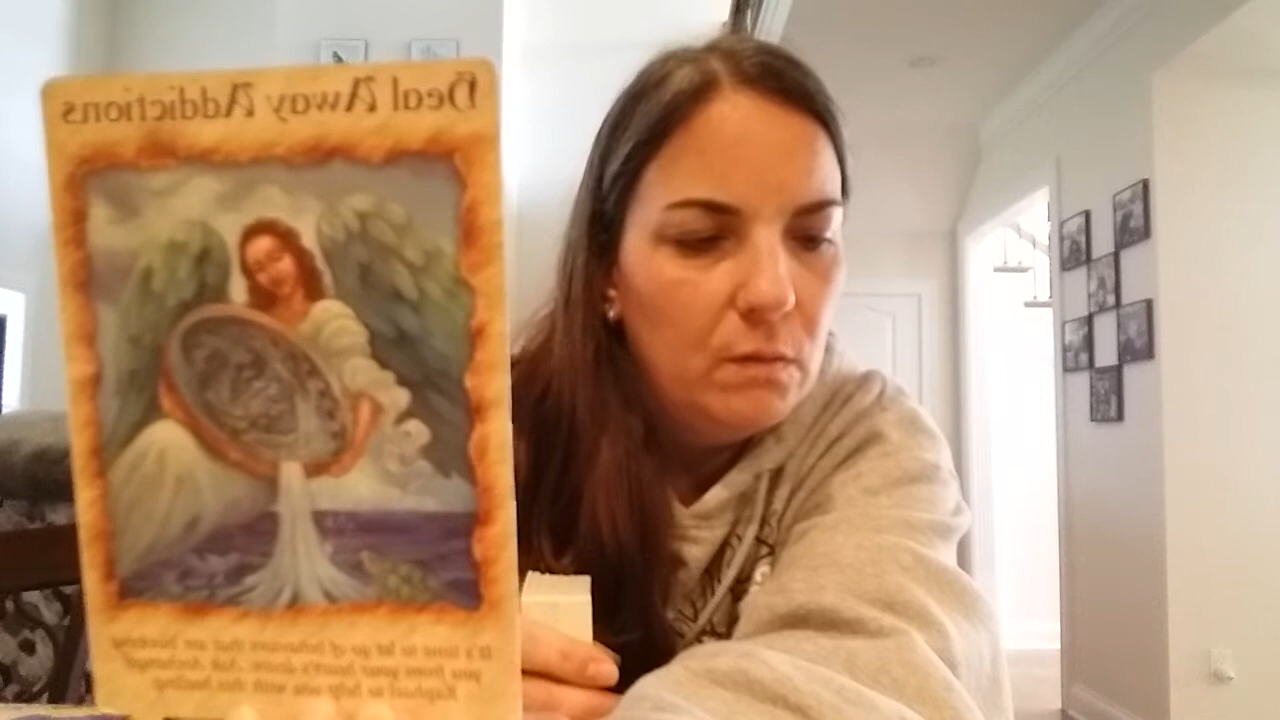 Heal Away Addictions
It's time to let go of behaviors that are blocking
you from your heart's desire. Ask Archangel
Raphael to help you with this healing.